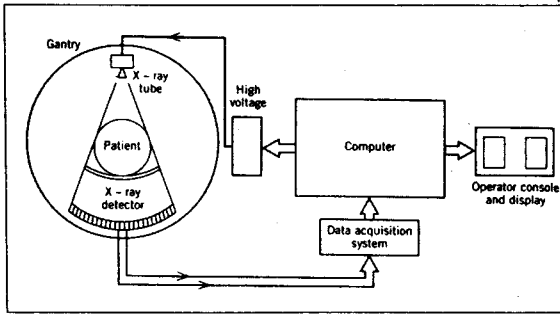 Gantry
X - ray
tube
Patient
X - ray
detector
High
voltage
Computer
Operator console
and display
Data acquisition
system